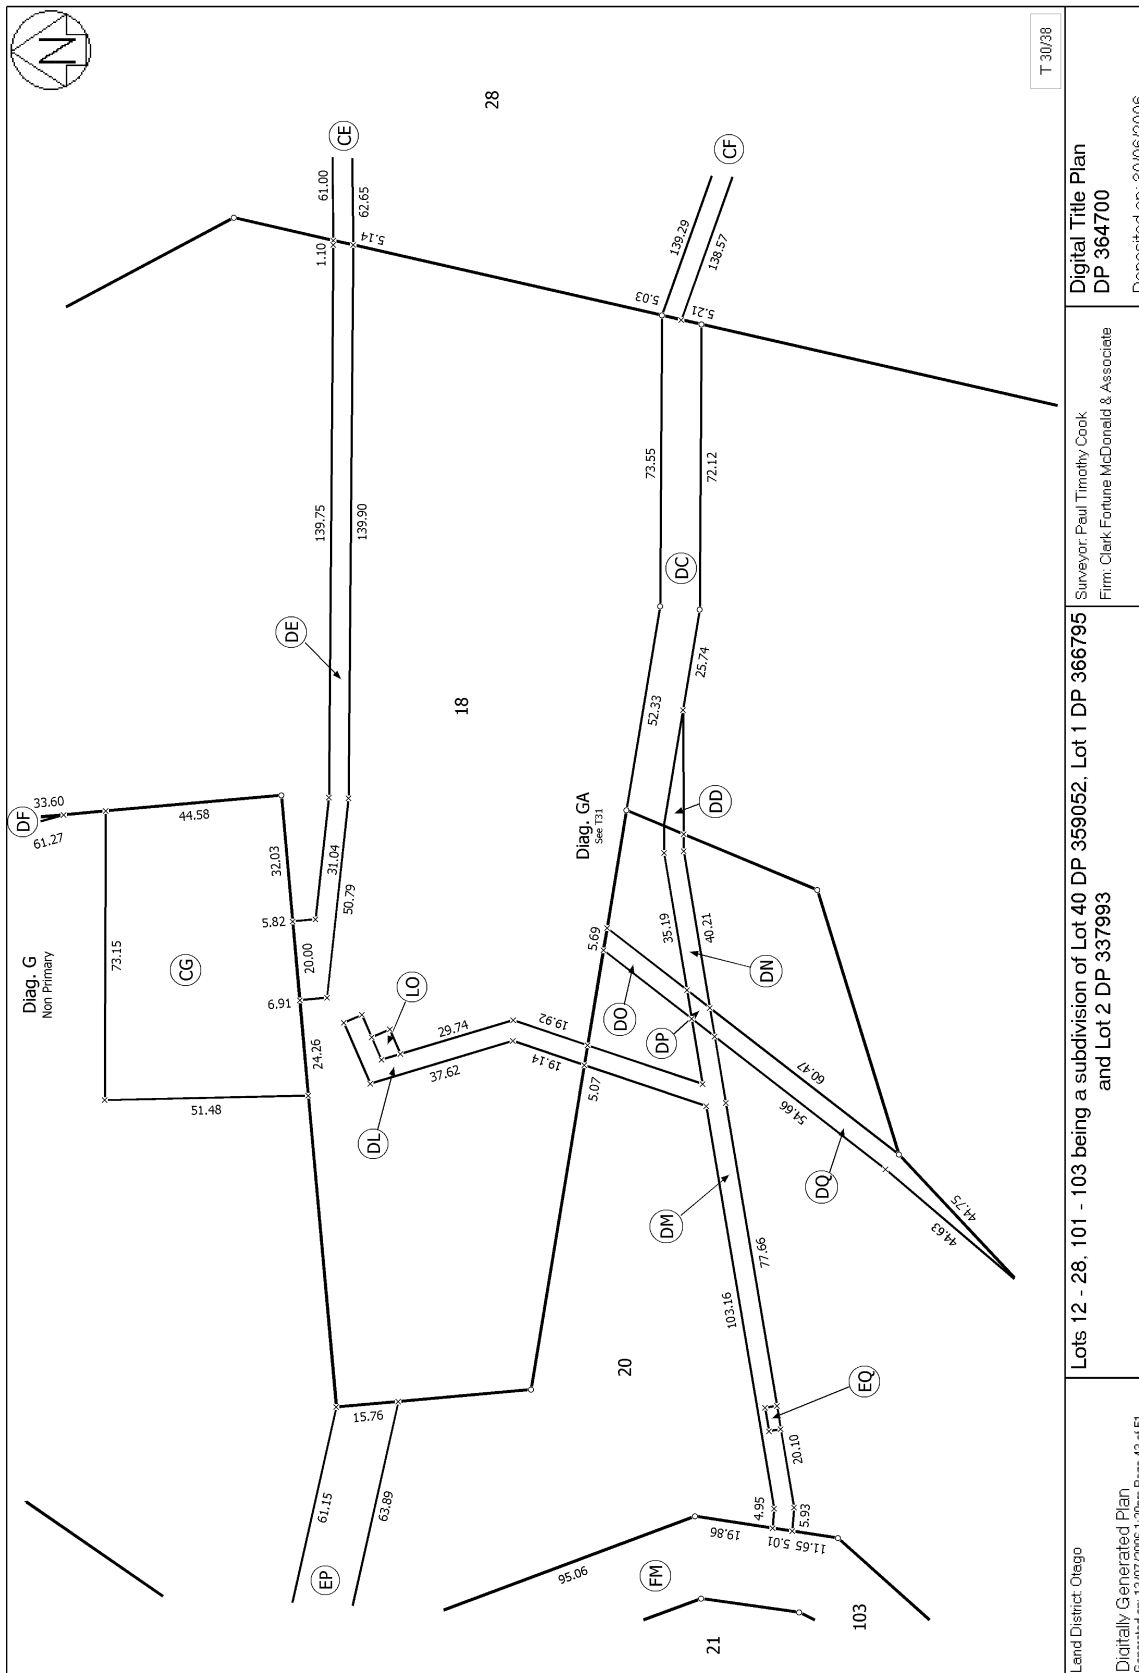 N
T 30/38
28
CE
CF
61.00
62.65
1.10
5.14
139.29
138.57
5.03
5.21
139.75
139.90
73.55
72.12
DC
DE
18
52.33
25.74
DF
33.60
61.27
44.58
32.03
31.04
50.79
5.82
20.00
6.91
24.26
73.15
51.48
CG
Diag. G
Non Primary
Diag. GA
See T31
DD
35.19
40.21
DN
5.69
DO
DP
LO
29.74
19.92
37.62
19.14
5.07
DL
60.47
54.66
DQ
44.75
44.63
DM
77.66
103.16
20
EQ
20.10
4.95
5.93
5.01
11.65
19.86
15.76
61.15
63.89
EP
95.06
FM
21
103
Land District: Otago
Digitally Generated Plan
Lots 12 - 28, 101 - 103 being a subdivision of Lot 40 DP 359052, Lot 1 DP 366795
and Lot 2 DP 337993
Surveyor: Paul Timothy Cook
Firm: Clark Fortune McDonald & Associate
Digital Title Plan
DP 364700
Deposited on: 30/06/2006